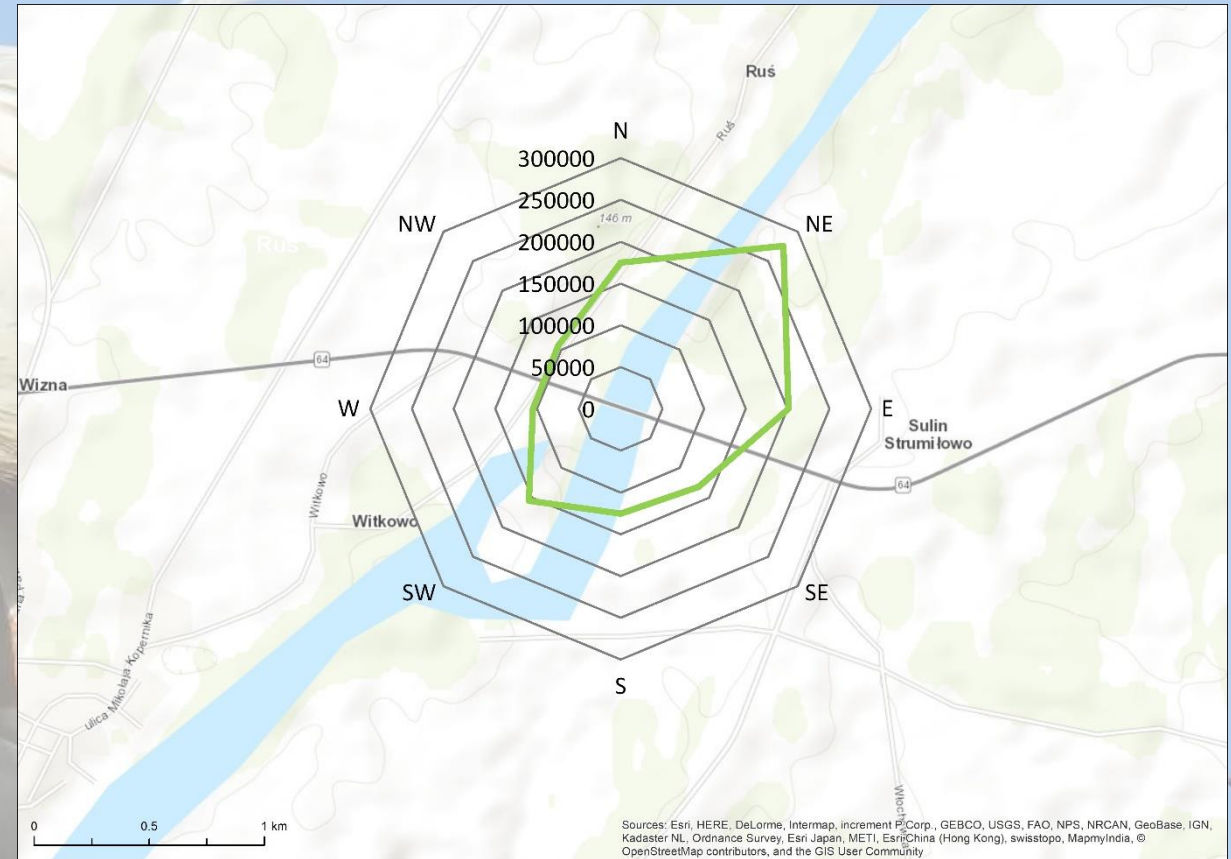 Ruś
Ruś
N
300000
250000
146 m
NW
NE
200000
Ruś
150000
100000
64
50000
Wizna
W
0
E
Sulin
Strumiłowo
64
Witkowo
Witkowo
SW
SE
ulica Mikołaja Kopernika
S
0 0.5 1 km
Sources: Esri, HERE, DeLorme, Intermap, increment P Corp., GEBCO, USGS, FAO, NPS, NRCAN, GeoBase, IGN,
Kadaster NL, Ordnance Survey, Esri Japan, METI, Esri China (Hong Kong), swisstopo, MapmyIndia, ©
OpenStreetMap contributors, and the GIS User Community